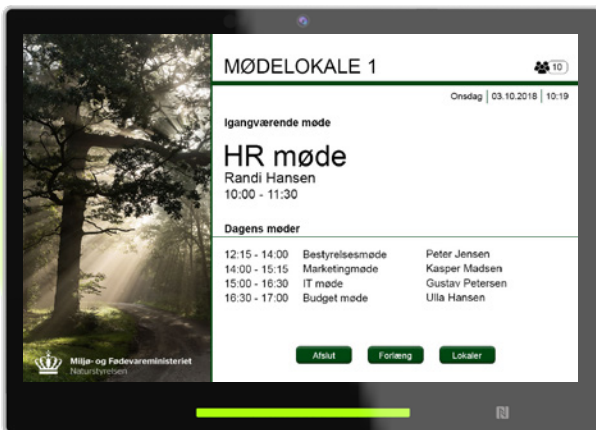 MØDELOKALE 1
10
Onsdag | 03.10.2018 | 10:19
Igangværende møde
HR møde
Randi Hansen
10:00 - 11:30
Dagens møder
12:15 - 14:00 Bestyrelsesmøde Peter Jensen
14:00 - 15:15 Marketingmøde Kasper Madsen
15:00 - 16:30 IT møde Gustav Petersen
16:30 - 17:00 Budget møde Ulla Hansen
Afslut Forlæng Lokaler
Miljø- og Fødevareministeriet
Naturstyrelsen